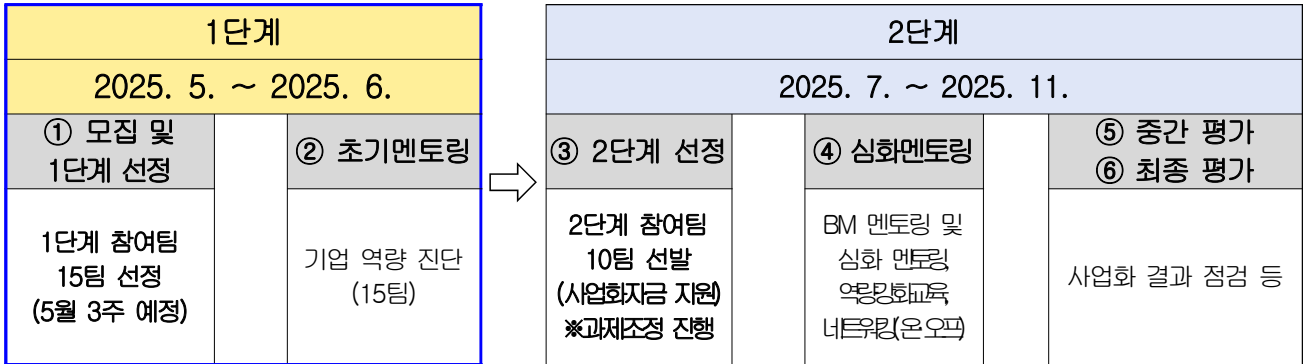 1단계
2025. 5. ~ 2025. 6.
① 모집 및
1단계 선정
② 초기멘토링
1단계 참여팀
15팀 선정
(5월 3주 예정)
기업 역량 진단
(15팀)
2단계
2025. 7. ~ 2025. 11.
③ 2단계 선정
④ 심화멘토링
⑤ 중간 평가
⑥ 최종 평가
2단계 참여팀
10팀 선발
(사업화자금 지원)
※과제조정 진행
BM 멘토링 및
심화 멘토링,
역량강화교육,
네트워킹(온·오프)
사업화 결과 점검 등